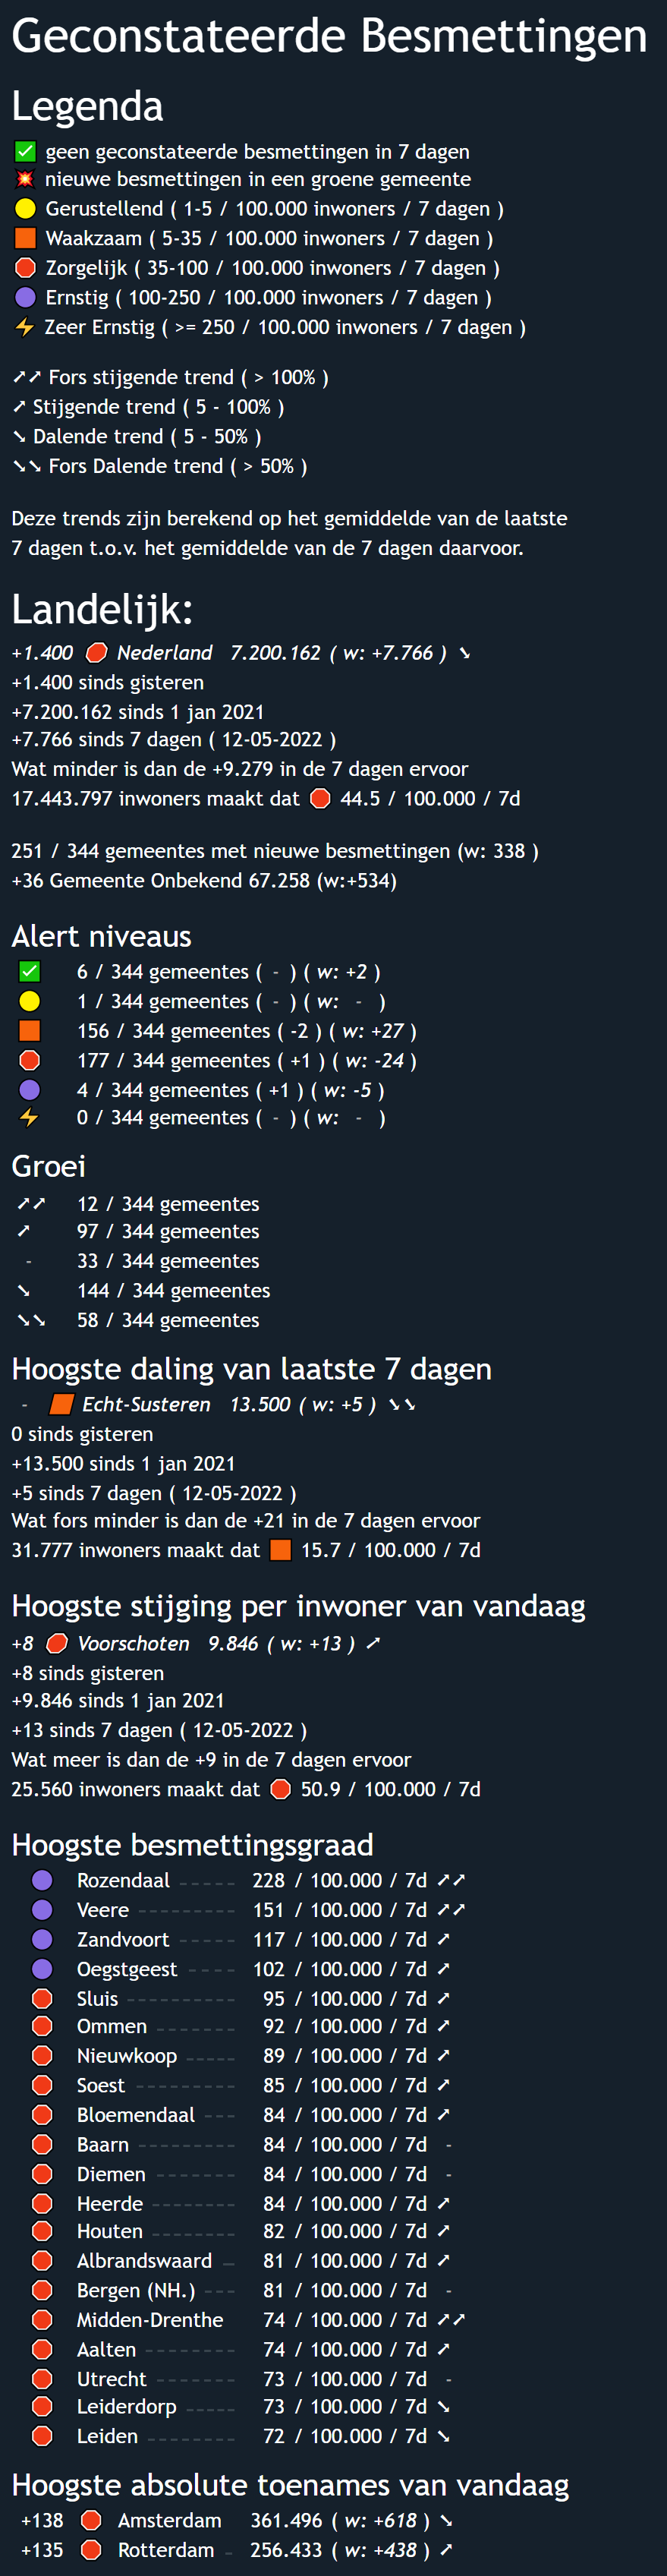 Geconstateerde Besmettingen
Legenda
✅ geen geconstateerde besmettingen in 7 dagen
💥 nieuwe besmettingen in een groene gemeente
🟡 Gerustellend ( 1-5 / 100.000 inwoners / 7 dagen )
🟧 Waakzaam ( 5-35 / 100.000 inwoners / 7 dagen )
🛑 Zorgelijk ( 35-100 / 100.000 inwoners / 7 dagen )
🟣 Ernstig ( 100-250 / 100.000 inwoners / 7 dagen )
⚡ Zeer Ernstig ( >= 250 / 100.000 inwoners / 7 dagen )
➚➚ Fors stijgende trend ( > 100% )
➚ Stijgende trend ( 5 - 100% )
➘ Dalende trend ( 5 - 50% )
➘➘ Fors Dalende trend ( > 50% )
Deze trends zijn berekend op het gemiddelde van de laatste
7 dagen t.o.v. het gemiddelde van de 7 dagen daarvoor.
Landelijk:
+1.400 🛑 Nederland 7.200.162 ( w: +7.766 ) ➘
+1.400 sinds gisteren
+7.200.162 sinds 1 jan 2021
+7.766 sinds 7 dagen ( 12-05-2022 )
Wat minder is dan de +9.279 in de 7 dagen ervoor
17.443.797 inwoners maakt dat 🛑 44.5 / 100.000 / 7d
251 / 344 gemeentes met nieuwe besmettingen (w: 338 )
+36 Gemeente Onbekend 67.258 (w:+534)
Alert niveaus
✅ 6 / 344 gemeentes ( - ) ( w: +2 )
🟡 1 / 344 gemeentes ( - ) ( w: - )
🟧 156 / 344 gemeentes ( -2 ) ( w: +27 )
🛑 177 / 344 gemeentes ( +1 ) ( w: -24 )
🟣 4 / 344 gemeentes ( +1 ) ( w: -5 )
⚡ 0 / 344 gemeentes ( - ) ( w: - )
Groei
➚➚ 12 / 344 gemeentes
➚ 97 / 344 gemeentes
- 33 / 344 gemeentes
➘ 144 / 344 gemeentes
➘➘ 58 / 344 gemeentes
Hoogste daling van laatste 7 dagen
- 🟧 Echt-Susteren 13.500 ( w: +5 ) ➘➘
0 sinds gisteren
+13.500 sinds 1 jan 2021
+5 sinds 7 dagen ( 12-05-2022 )
Wat fors minder is dan de +21 in de 7 dagen ervoor
31.777 inwoners maakt dat 🟧 15.7 / 100.000 / 7d
Hoogste stijging per inwoner van vandaag
+8 🛑 Voorschoten 9.846 ( w: +13 ) ➚
+8 sinds gisteren
+9.846 sinds 1 jan 2021
+13 sinds 7 dagen ( 12-05-2022 )
Wat meer is dan de +9 in de 7 dagen ervoor
25.560 inwoners maakt dat 🛑 50.9 / 100.000 / 7d
Hoogste besmettingsgraad
🟣 Rozendaal ----- 228 / 100.000 / 7d ➚➚
🟣 Veere --------- 151 / 100.000 / 7d ➚➚
🟣 Zandvoort ----- 117 / 100.000 / 7d ➚
🟣 Oegstgeest ---- 102 / 100.000 / 7d ➚
🛑 Sluis ---------- 95 / 100.000 / 7d ➚
🛑 Ommen -------- 92 / 100.000 / 7d ➚
🛑 Nieuwkoop ----- 89 / 100.000 / 7d ➚
🛑 Soest --------- 85 / 100.000 / 7d ➚
🛑 Bloemendaal --- 84 / 100.000 / 7d ➚
🛑 Baarn --------- 84 / 100.000 / 7d -
🛑 Diemen -------- 84 / 100.000 / 7d -
🛑 Heerde -------- 84 / 100.000 / 7d ➚
🛑 Houten -------- 82 / 100.000 / 7d ➚
🛑 Albrandswaard - 81 / 100.000 / 7d ➚
🛑 Bergen (NH.) --- 81 / 100.000 / 7d -
🛑 Midden-Drenthe 74 / 100.000 / 7d ➚➚
🛑 Aalten --------- 74 / 100.000 / 7d ➚
🛑 Utrecht ------- 73 / 100.000 / 7d -
🛑 Leiderdorp ----- 73 / 100.000 / 7d ➘
🛑 Leiden -------- 72 / 100.000 / 7d ➘
Hoogste absolute toenames van vandaag
+138 🛑 Amsterdam 361.496 ( w: +618 ) ➘
+135 🛑 Rotterdam - 256.433 ( w: +438 ) ➚